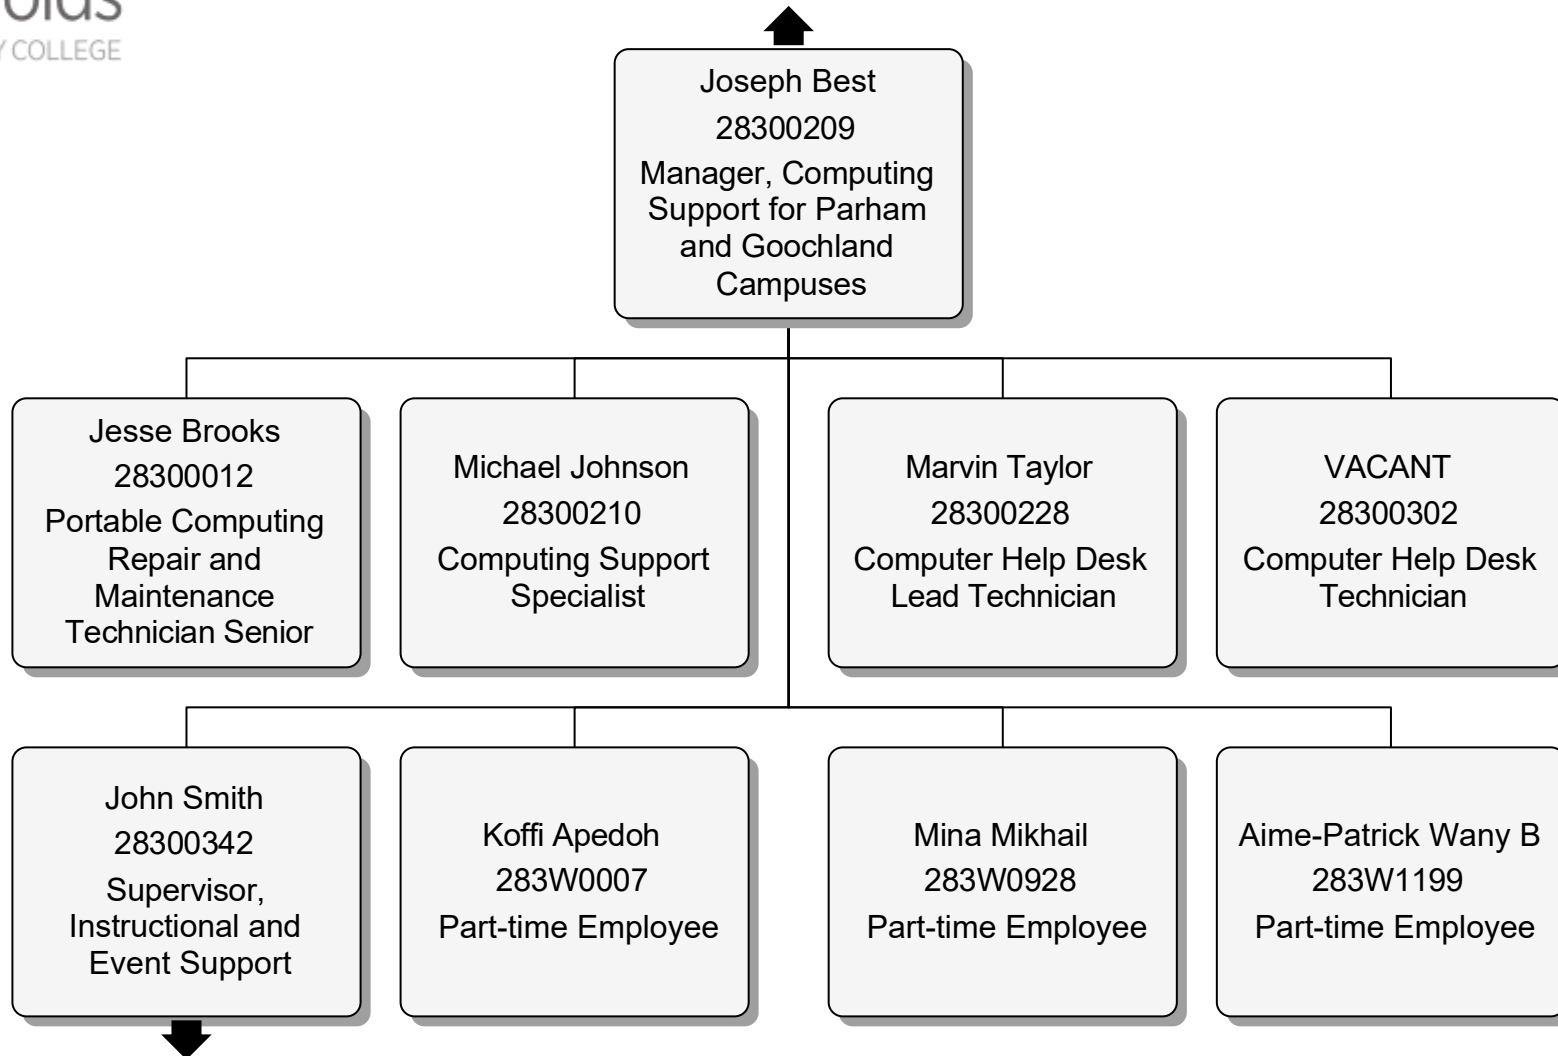 COLLEGE
Joseph Best
28300209
Manager, Computing
Support for Parham
and Goochland
Campuses
Jesse Brooks
28300012
Portable Computing
Repair and
Maintenance
Technician Senior
Michael Johnson
28300210
Computing Support
Specialist
Marvin Taylor
28300228
Computer Help Desk
Lead Technician
VACANT
28300302
Computer Help Desk
Technician
John Smith
28300342
Supervisor,
Instructional and
Event Support
Koffi Apedoh
283W0007
Part-time Employee
Mina Mikhail
283W0928
Part-time Employee
Aime-Patrick Wany B
283W1199
Part-time Employee